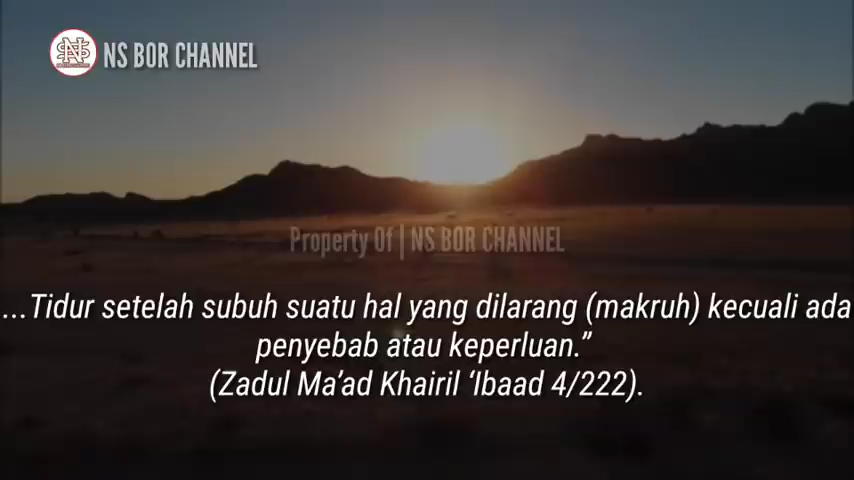 NS BOR CHANNEL
Property Of | NS BOR CHANNEL
...Tidur setelah subuh suatu hal yang dilarang (makruh) kecuali ada
penyebab atau keperluan.”
(Zadul Ma’ad Khairil ‘Ibaad 4/222).